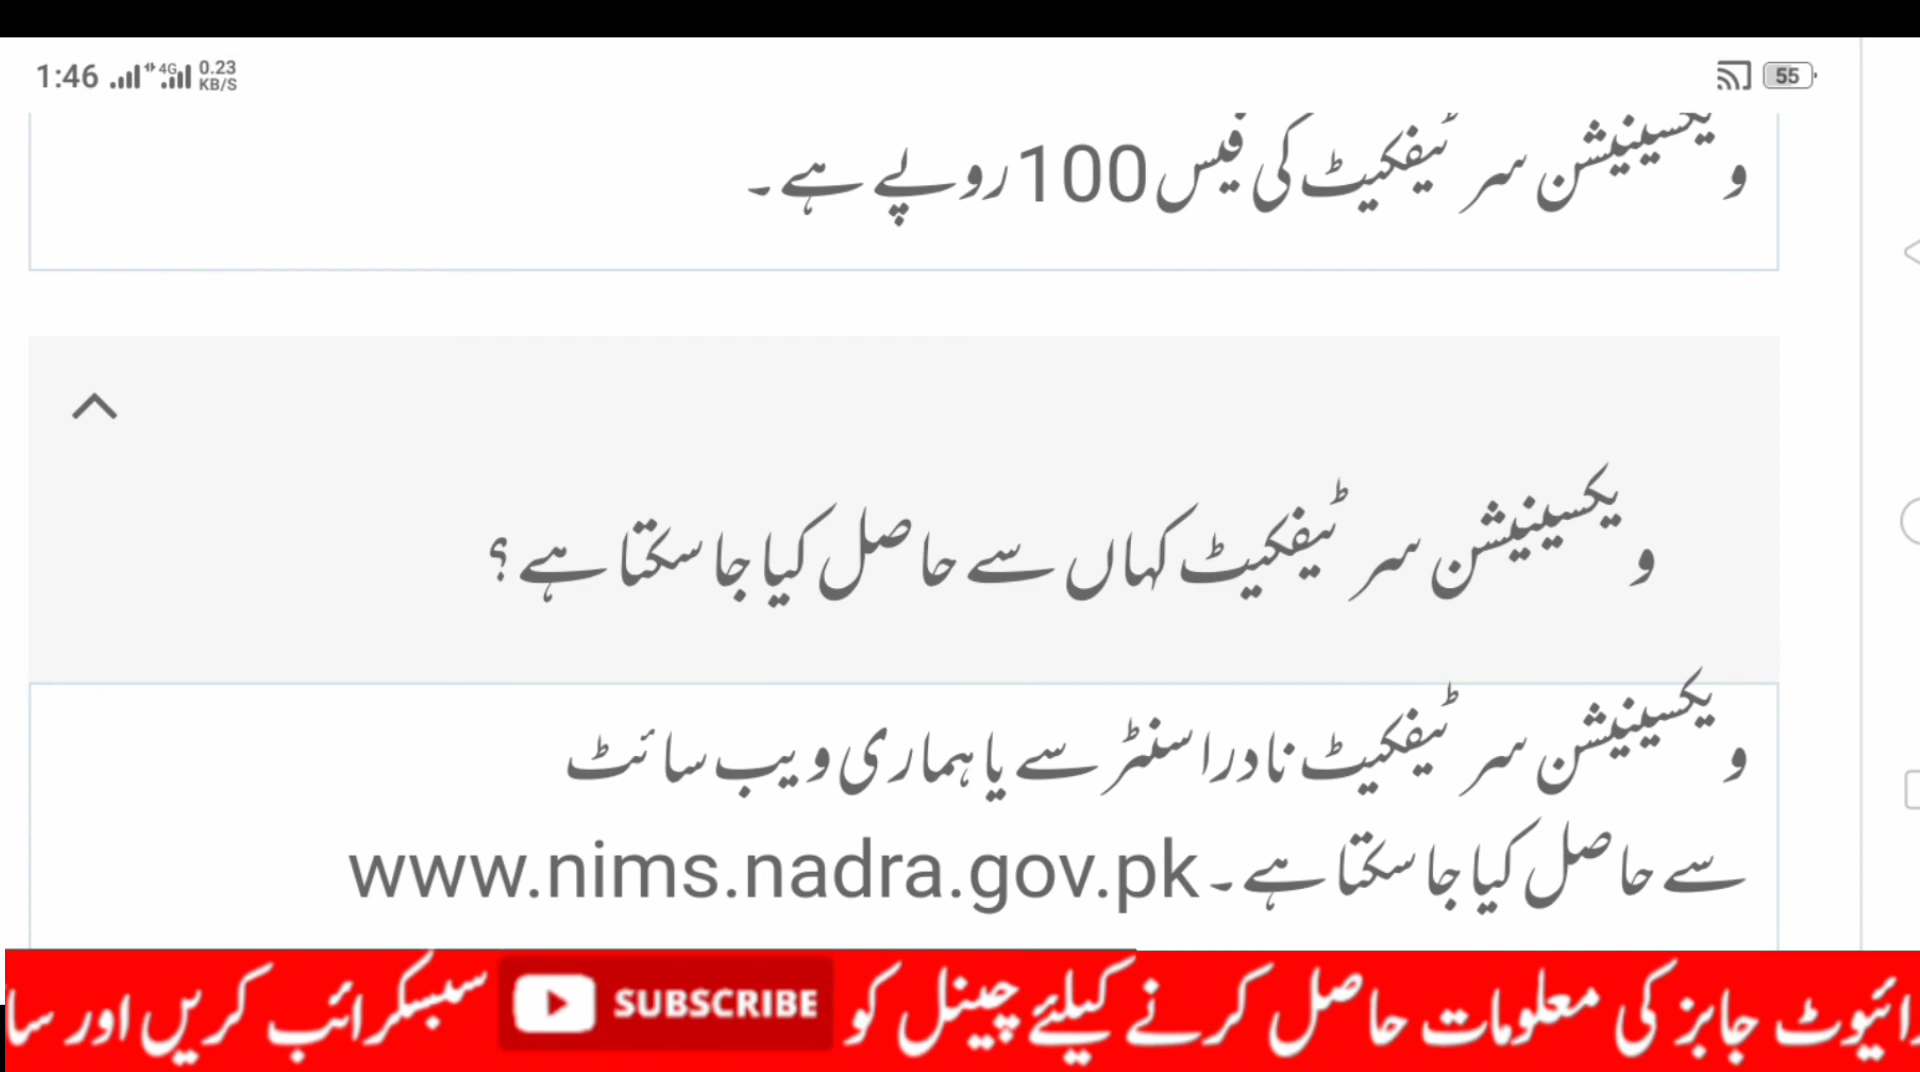 1:46 4G 0.23 KB/S 55
ویکسینیشن سرٹیفکیٹ کی فیس 100 روپے ہے۔
ویکسینیشن سرٹیفکیٹ کہاں سے حاصل کیا جا سکتا ہے؟
ویکسینیشن سرٹیفکیٹ نادرا سنٹر سے یا ہماری ویب سائٹ
سے حاصل کیا جا سکتا ہے۔ www.nims.nadra.gov.pk
جابز کی معلومات حاصل کرنے کیلئے چینل کو SUBSCRIBE سبسکرائب کریں اور